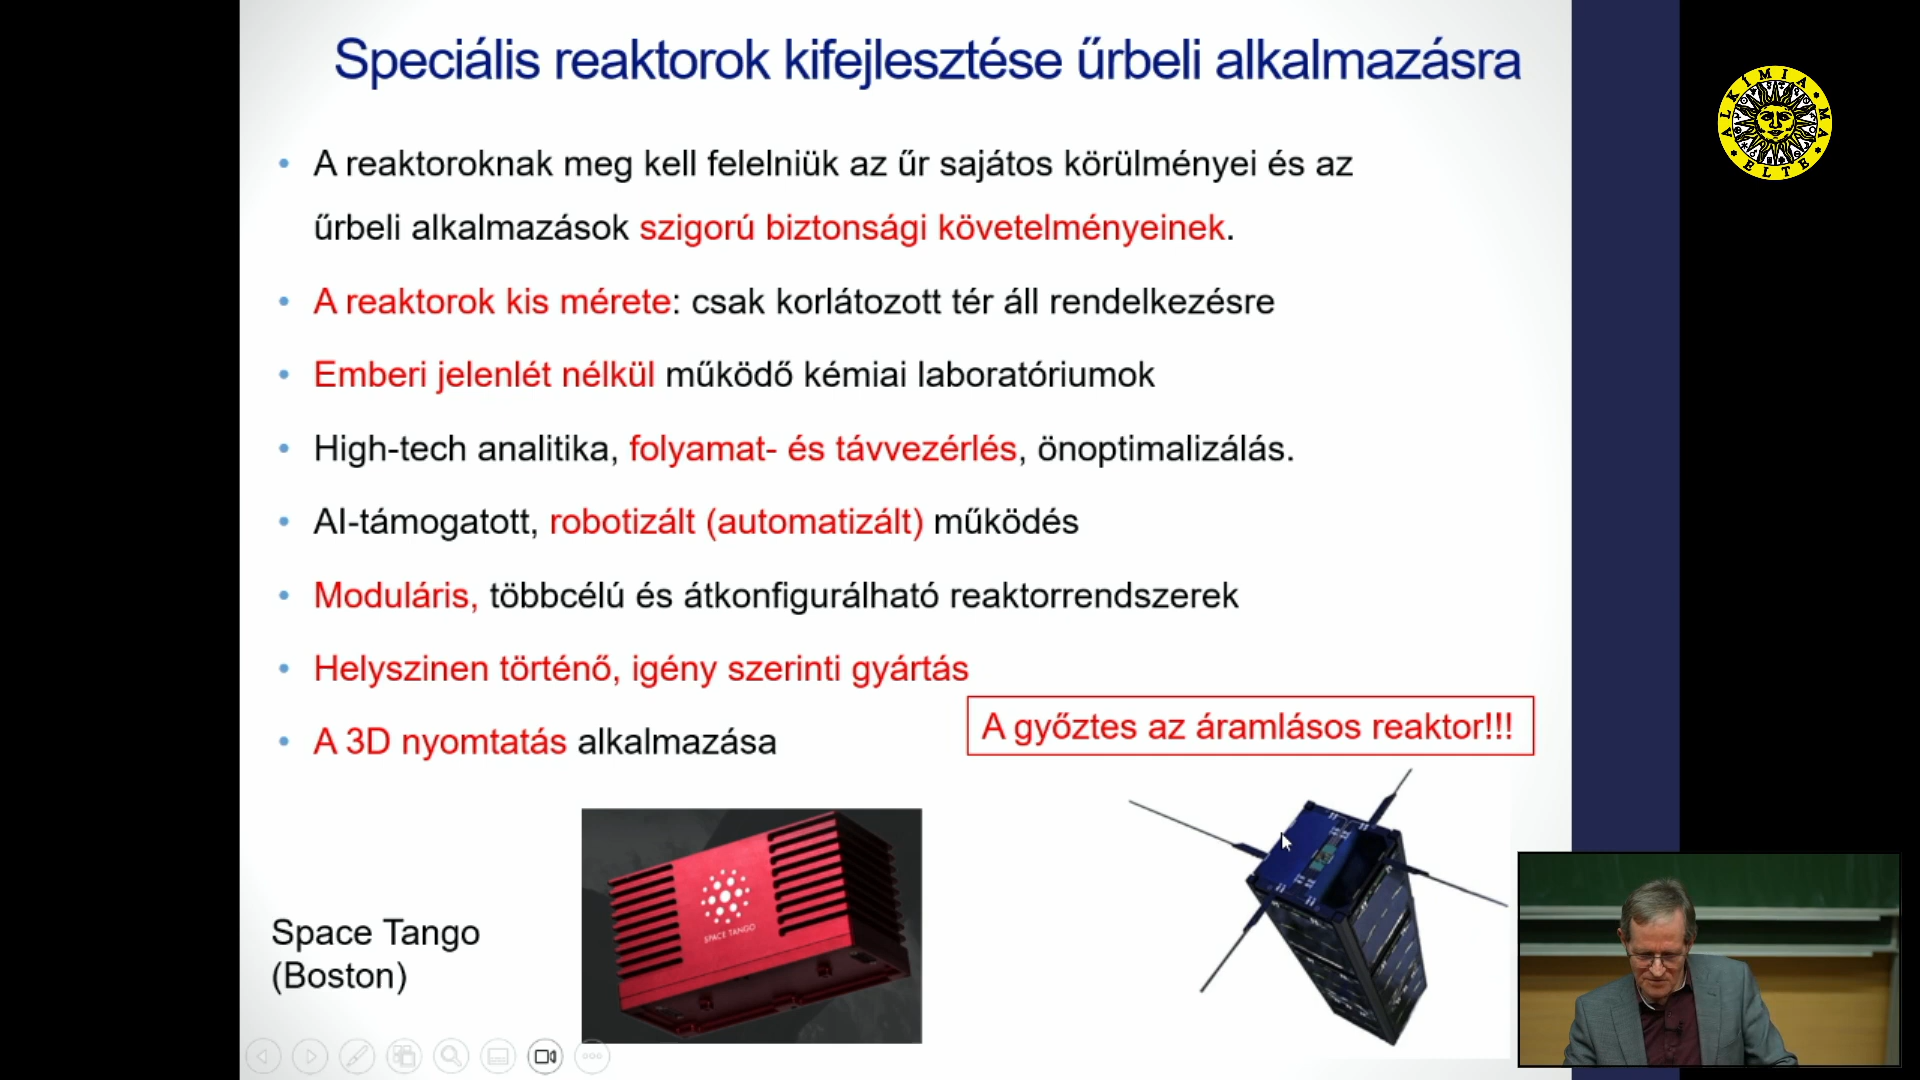 Speciális reaktorok kifejlesztése űrbeli alkalmazásra
• A reaktoroknak meg kell felelniük az űr sajátos körülményei és az
űrbeli alkalmazások szigorú biztonsági követelményeinek.
• A reaktorok kis mérete: csak korlátozott tér áll rendelkezésre
• Emberi jelenlét nélkül működő kémiai laboratóriumok
• High-tech analitika, folyamat- és távvezérlés, önoptimalizálás.
• AI-támogatott, robotizált (automatizált) működés
• Moduláris, többcélú és átkonfigurálható reaktorrendszerek
• Helyszinen történő, igény szerinti gyártás
• A 3D nyomtatás alkalmazása
A győztes az áramlásos reaktor!!!
Space Tango
(Boston)
SPACE TANGO
ALKÍMIA • MA • ELTE •